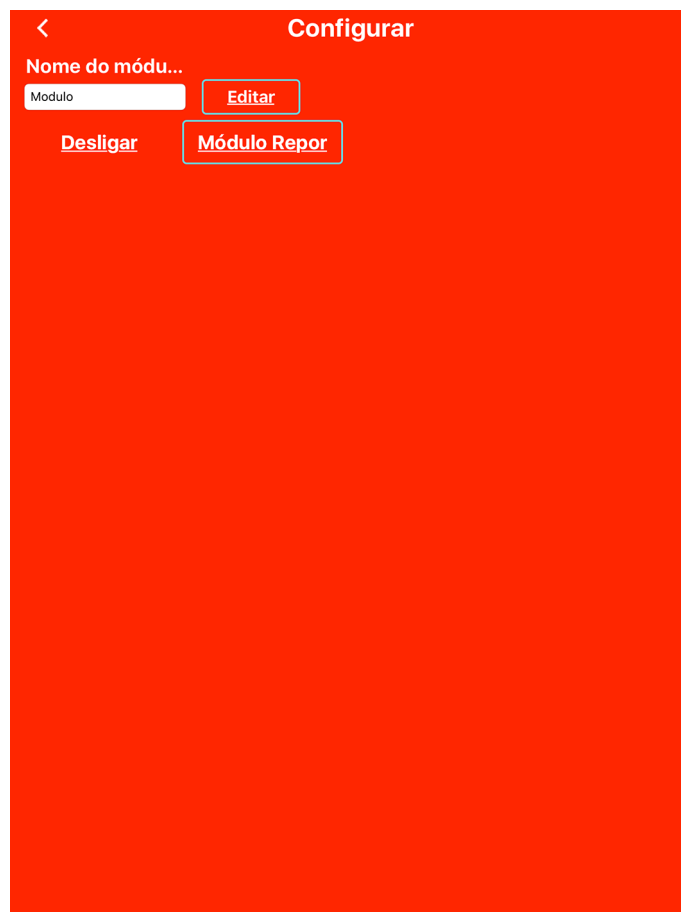 Configurar
Nome do módu...
Modulo
Editar
Desligar
Módulo Repor